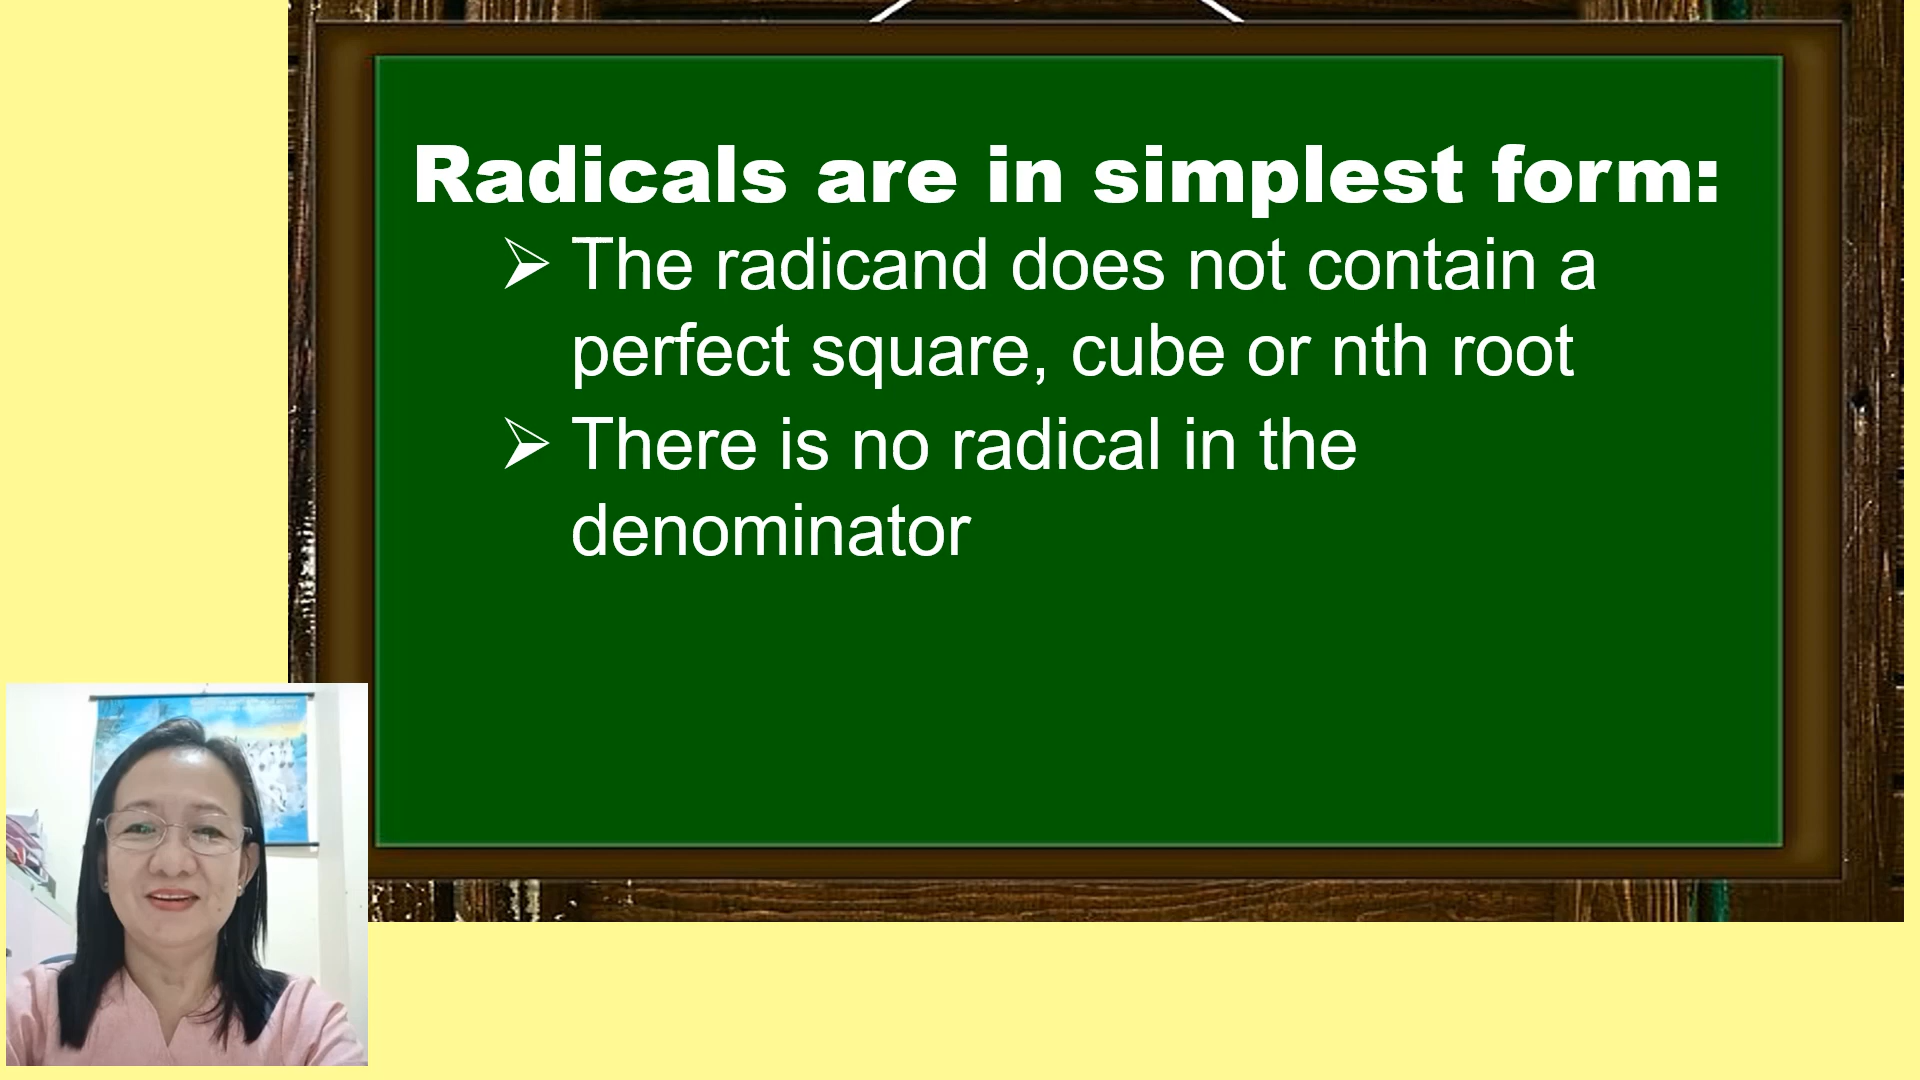 Radicals are in simplest form:
➢ The radicand does not contain a
perfect square, cube or nth root
➢ There is no radical in the
denominator